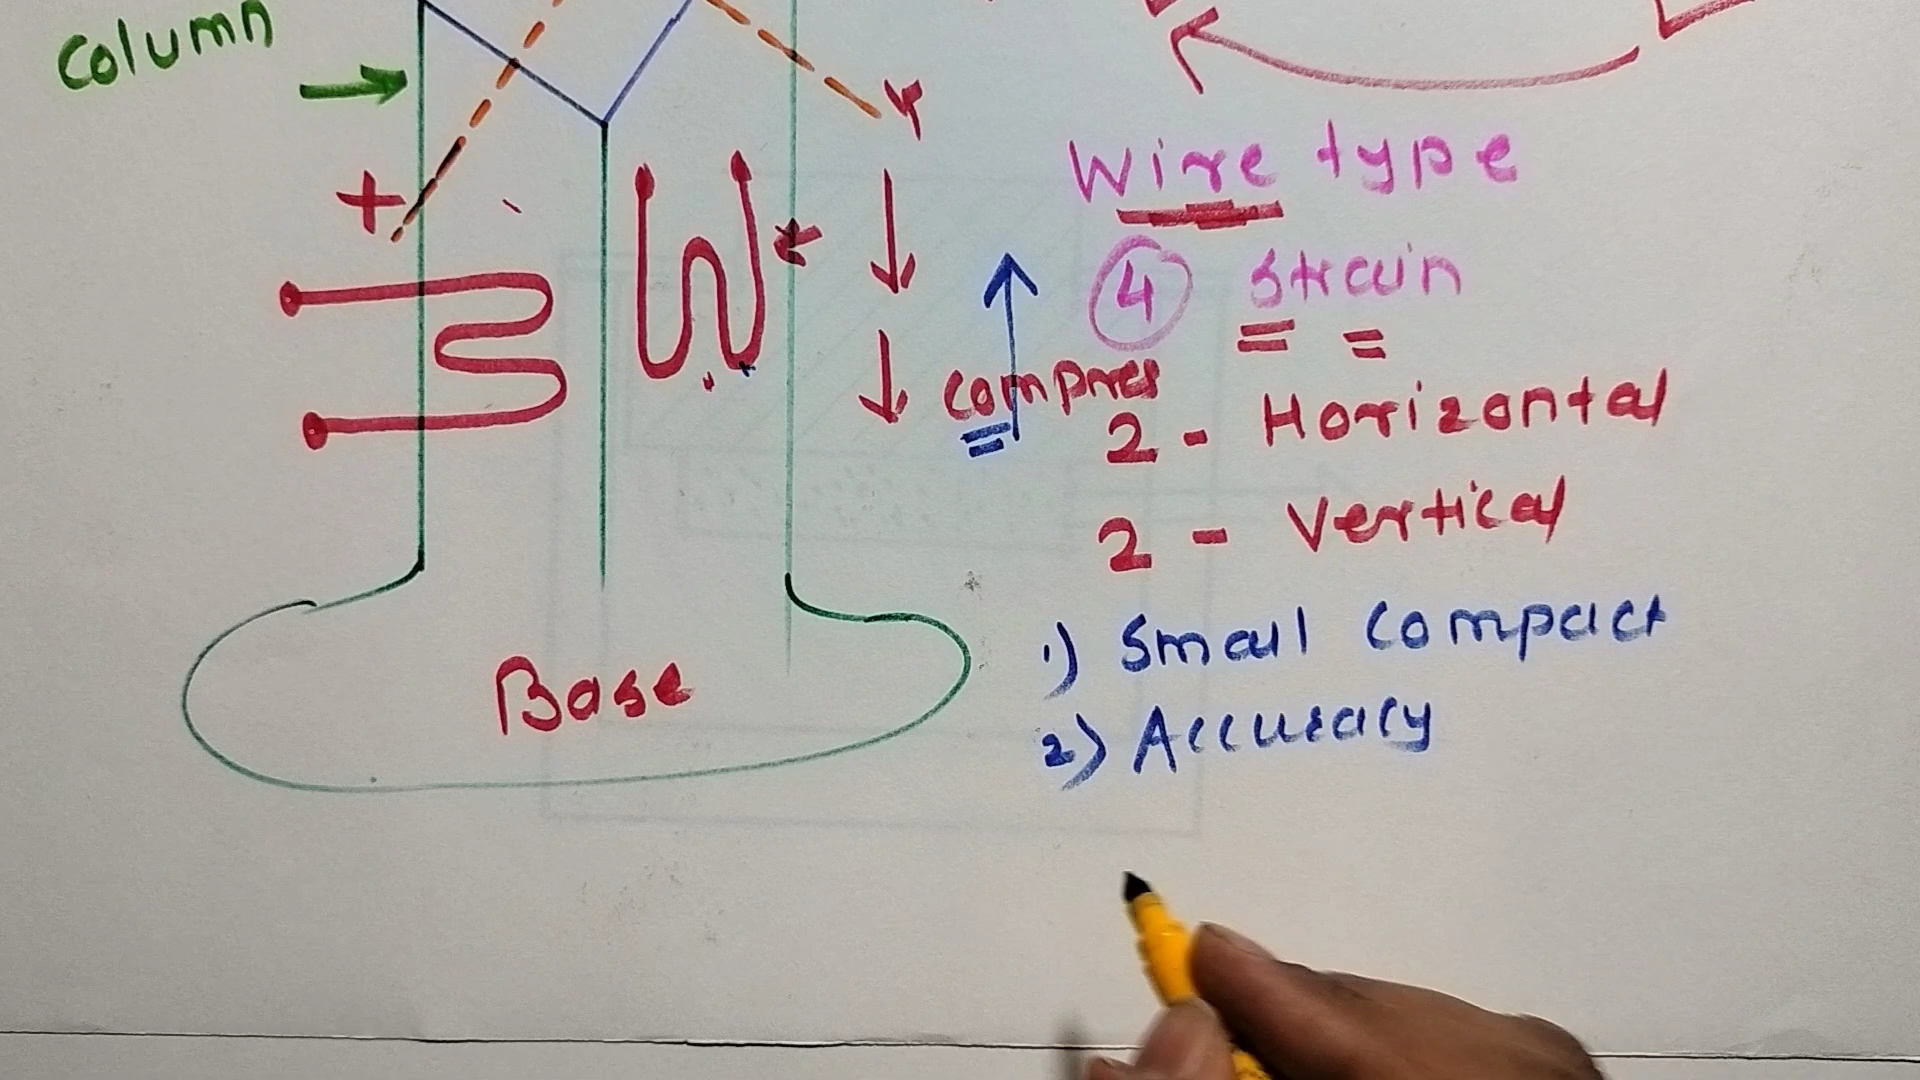 Column
+
Wire type
4 Strain
compres
2 - Horizontal
2 - Vertical
1) Small Compact
2) Accuracy
Base